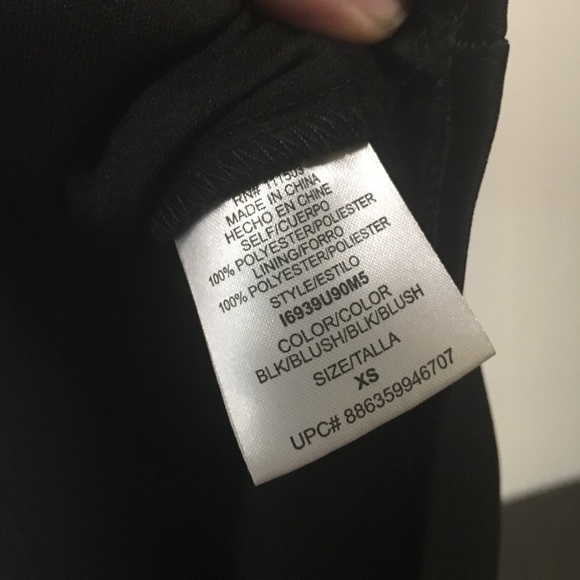 RN# 117503
MADE IN CHINA
HECHO EN CHINE
SELF/CUERPO
100% POLYESTER/POLIESTER
LINING/FORRO
100% POLYESTER/POLIESTER
STYLE/ESTILO
I6939U90M5
COLOR/COLOR
BLK/BLUSH/BLK/BLUSH
SIZE/TALLA
XS
UPC# 886359946707